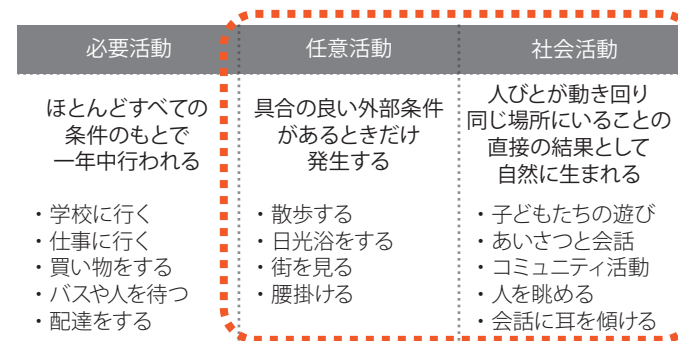 必要活動
ほとんどすべての
条件のもとで
一年中行われる
・学校に行く
・仕事に行く
・買い物をする
・バスや人を待つ
・配達をする
任意活動
具合の良い外部条件
があるときだけ
発生する
・散歩する
・日光浴をする
・街を見る
・腰掛ける
社会活動
人びとが動き回り
同じ場所にいることの
直接の結果として
自然に生まれる
・子どもたちの遊び
・あいさつと会話
・コミュニティ活動
・人を眺める
・会話に耳を傾ける